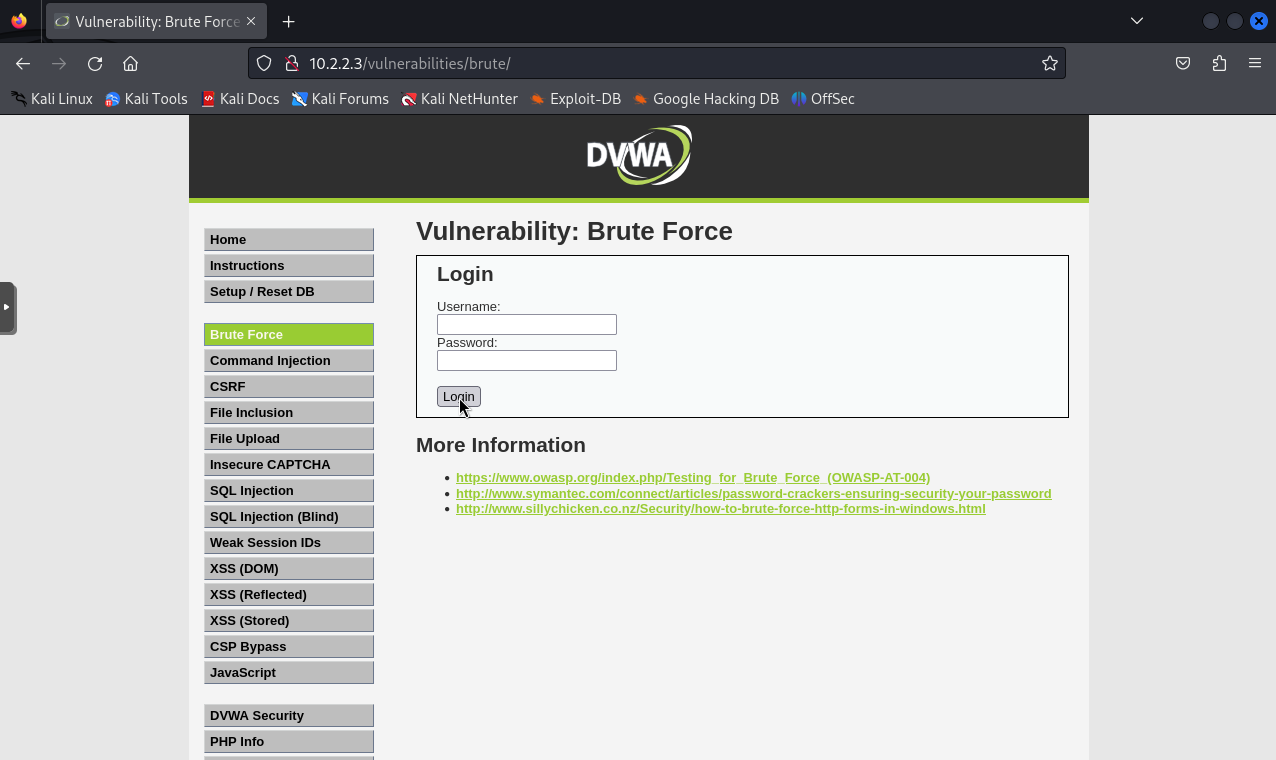 Vulnerability: Brute Force
10.2.2.3/vulnerabilities/brute/
Kali Linux Kali Tools Kali Docs Kali Forums Kali NetHunter Exploit-DB Google Hacking DB OffSec
DVWA
Home
Instructions
Setup / Reset DB
Brute Force
Command Injection
CSRF
File Inclusion
File Upload
Insecure CAPTCHA
SQL Injection
SQL Injection (Blind)
Weak Session IDs
XSS (DOM)
XSS (Reflected)
XSS (Stored)
CSP Bypass
JavaScript
DVWA Security
PHP Info
Vulnerability: Brute Force
Login
Username:
Password:
Login
More Information
https://www.owasp.org/index.php/Testing_for_Brute_Force_(OWASP-AT-004)
http://www.symantec.com/connect/articles/password-crackers-ensuring-security-your-password
http://www.sillychicken.co.nz/Security/how-to-brute-force-http-forms-in-windows.html